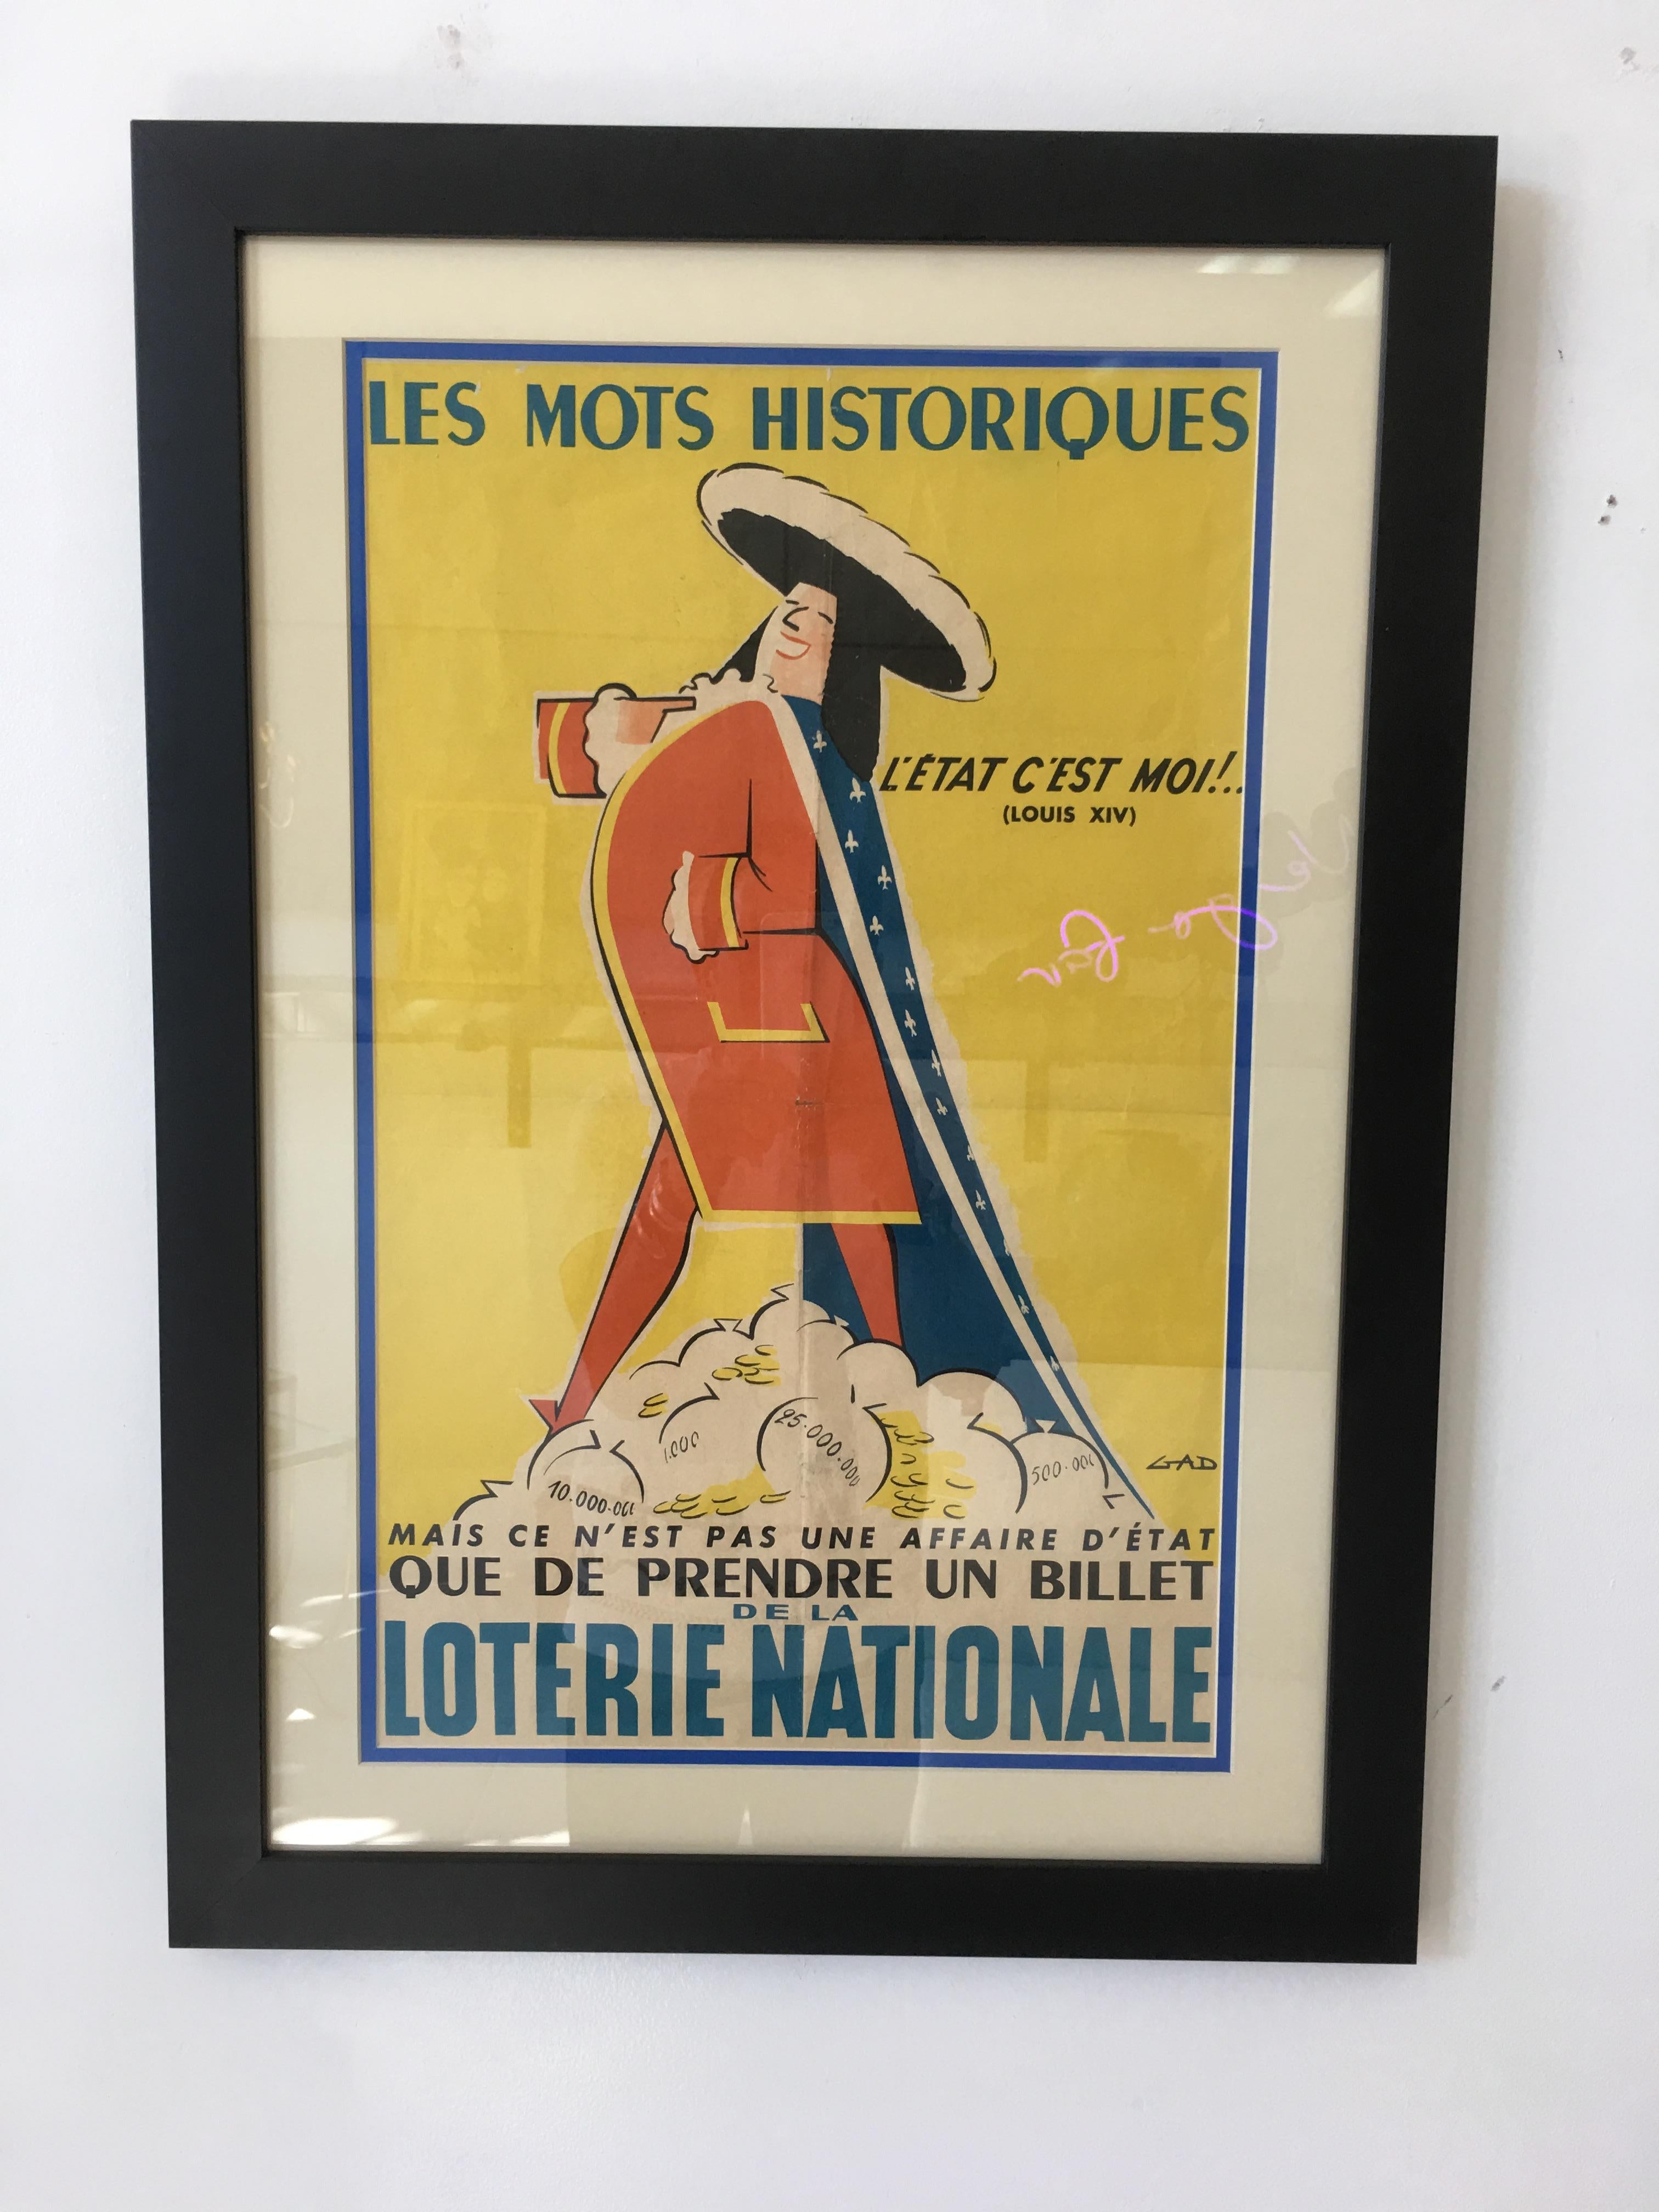 LES MOTS HISTORIQUES
L'ÉTAT C'EST MOI!..
(LOUIS XIV)
25.000.000
1.000
500.000
10.000.000
GAD
MAIS CE N'EST PAS UNE AFFAIRE D'ÉTAT
QUE DE PRENDRE UN BILLET
DE LA
LOTERIE NATIONALE